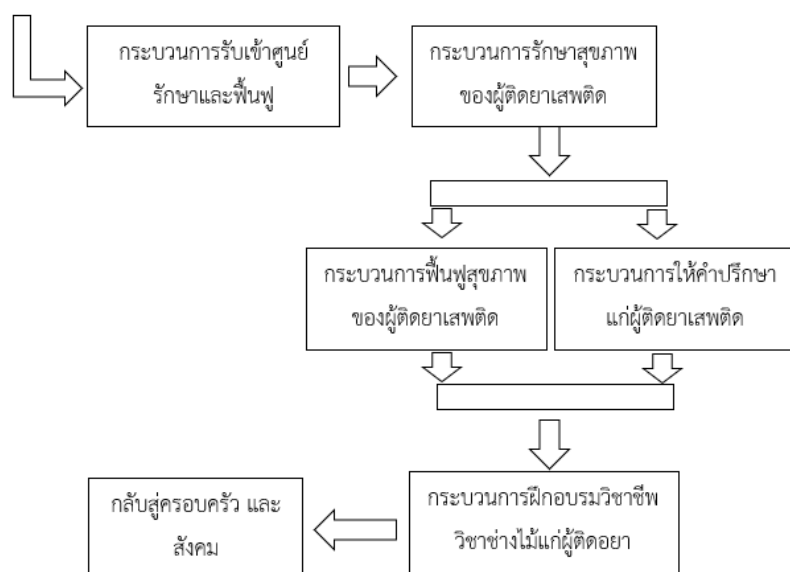 กระบวนการรับเข้าศูนย์
รักษาและฟื้นฟู
กระบวนการรักษาสุขภาพ
ของผู้ติดยาเสพติด
กระบวนการฟื้นฟูสุขภาพ
ของผู้ติดยาเสพติด
กระบวนการให้คำปรึกษา
แก่ผู้ติดยาเสพติด
กระบวนการฝึกอบรมวิชาชีพ
วิชาช่างไม้แก่ผู้ติดอยา
กลับสู่ครอบครัว และ
สังคม